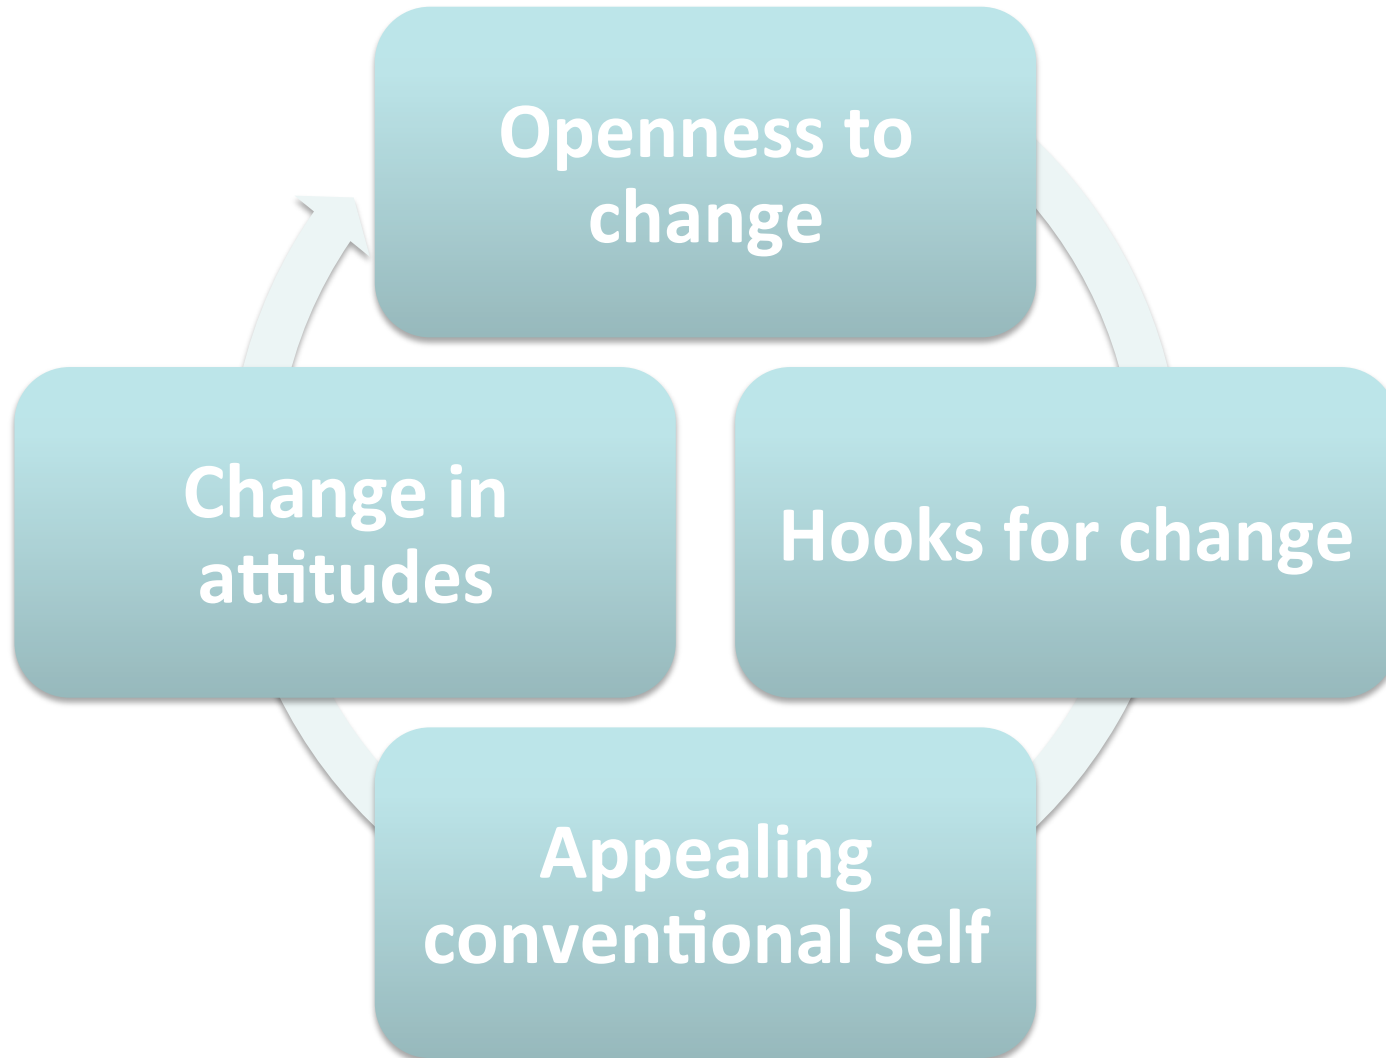 Openness to
change
Change in
attitudes
Hooks for change
Appealing
conventional self